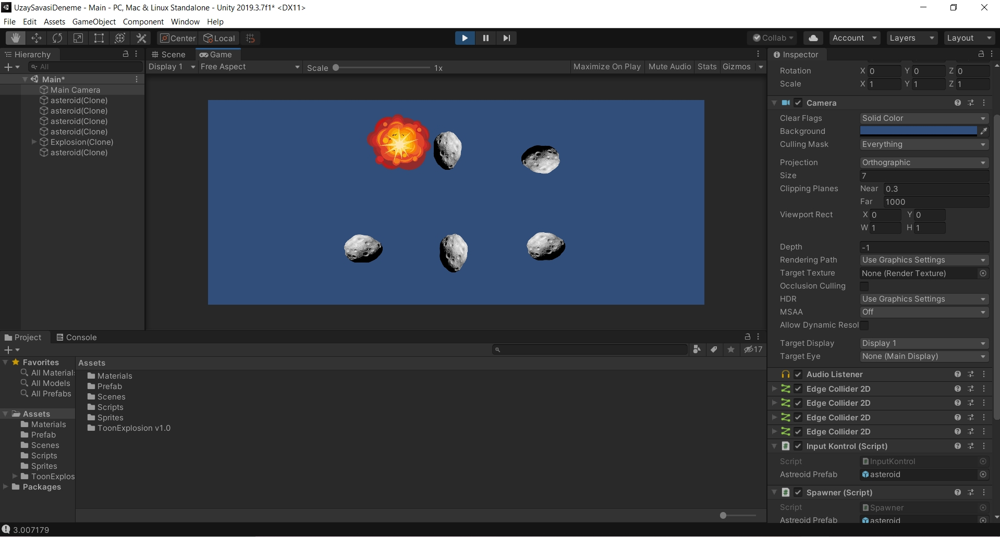 UzaySavasiDeneme - Main - PC, Mac & Linux Standalone - Unity 2019.3.7f1* <DX11>
File Edit Assets GameObject Component Window Help
Center Local Collab Account Layers Layout
Hierarchy
All
Main*
Main Camera
asteroid(Clone)
asteroid(Clone)
asteroid(Clone)
asteroid(Clone)
Explosion(Clone)
asteroid(Clone)
Scene Game
Display 1 Free Aspect Scale 1x Maximize On Play Mute Audio Stats Gizmos
Inspector
Rotation X 0 Y 0 Z 0
Scale X 1 Y 1 Z 1
Camera
Clear Flags Solid Color
Background
Culling Mask Everything
Projection Orthographic
Size 7
Clipping Planes Near 0.3
Far 1000
Viewport Rect X 0 Y 0
W 1 H 1
Depth -1
Rendering Path Use Graphics Settings
Target Texture None (Render Texture)
Occlusion Culling
HDR Use Graphics Settings
MSAA Off
Allow Dynamic Resol
Target Display Display 1
Target Eye None (Main Display)
Audio Listener
Edge Collider 2D
Edge Collider 2D
Edge Collider 2D
Edge Collider 2D
Input Kontrol (Script)
Script InputKontrol
Astreoid Prefab asteroid
Spawner (Script)
Script Spawner
Astreoid Prefab asteroid
Project Console
17
Favorites
All Material
All Models
All Prefabs
Assets
Materials
Prefab
Scenes
Scripts
Sprites
ToonExplos
Packages
Assets
Materials
Prefab
Scenes
Scripts
Sprites
ToonExplosion v1.0
3.007179